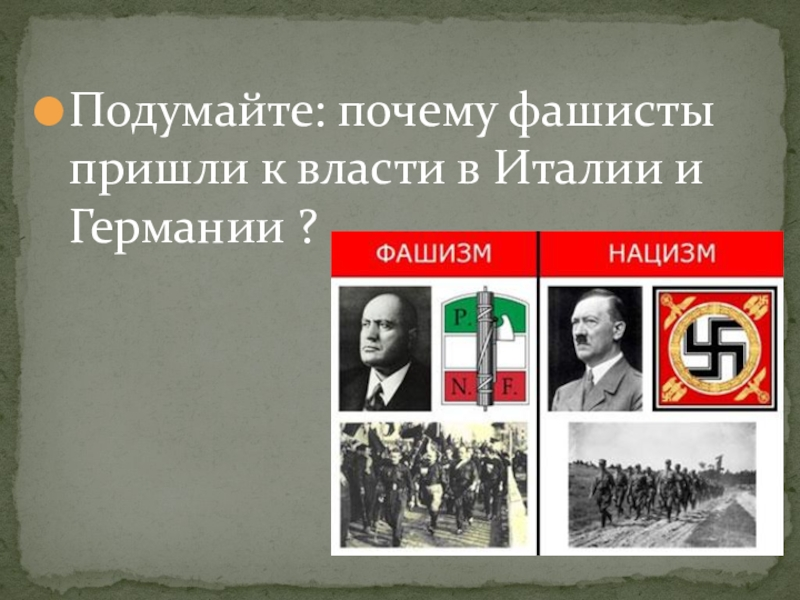 Подумайте: почему фашисты
пришли к власти в Италии и
Германии ?
ФАШИЗМ
НАЦИЗМ
P. N. F.